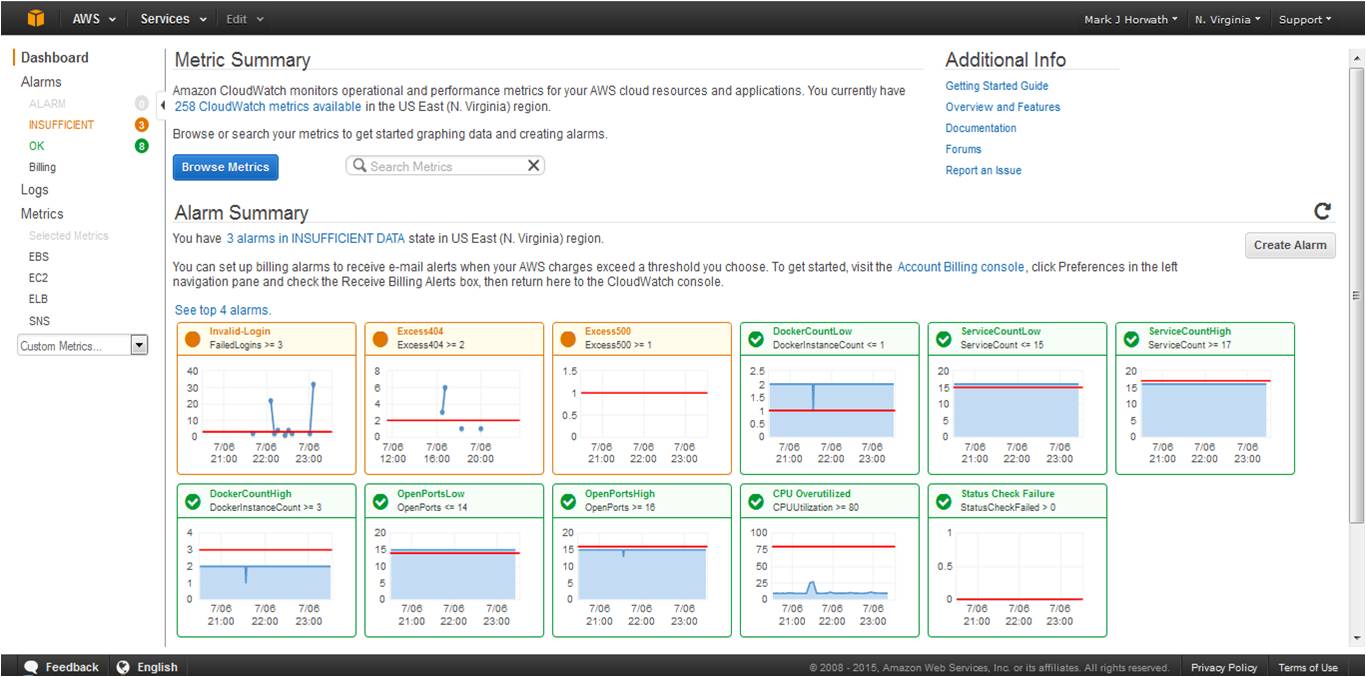 AWS Services Edit Mark J Horwath N. Virginia Support
Dashboard
Alarms
ALARM 0
INSUFFICIENT 3
OK 8
Billing
Logs
Metrics
Selected Metrics
EBS
EC2
ELB
SNS
Custom Metrics...
Metric Summary
Amazon CloudWatch monitors operational and performance metrics for your AWS cloud resources and applications. You currently have
258 CloudWatch metrics available in the US East (N. Virginia) region.
Browse or search your metrics to get started graphing data and creating alarms.
Browse Metrics Search Metrics
Additional Info
Getting Started Guide
Overview and Features
Documentation
Forums
Report an Issue
Alarm Summary
You have 3 alarms in INSUFFICIENT DATA state in US East (N. Virginia) region.
Create Alarm
You can set up billing alarms to receive e-mail alerts when your AWS charges exceed a threshold you choose. To get started, visit the Account Billing console, click Preferences in the left
navigation pane and check the Receive Billing Alerts box, then return here to the CloudWatch console.
See top 4 alarms.
Invalid-Login
FailedLogins >= 3
40
30
20
10
0
7/06 7/06 7/06
21:00 22:00 23:00
Excess404
Excess404 >= 2
8
6
4
2
0
7/06 7/06 7/06
12:00 16:00 20:00
Excess500
Excess500 >= 1
1.5
1
0.5
0
7/06 7/06 7/06
21:00 22:00 23:00
DockerCountLow
DockerInstanceCount <= 1
2.5
2
1.5
1
0.5
0
7/06 7/06 7/06
21:00 22:00 23:00
ServiceCountLow
ServiceCount <= 15
20
15
10
5
0
7/06 7/06 7/06
21:00 22:00 23:00
ServiceCountHigh
ServiceCount >= 17
20
15
10
5
0
7/06 7/06 7/06
21:00 22:00 23:00
DockerCountHigh
DockerInstanceCount >= 3
4
3
2
1
0
7/06 7/06 7/06
21:00 22:00 23:00
OpenPortsLow
OpenPorts <= 14
20
15
10
5
0
7/06 7/06 7/06
21:00 22:00 23:00
OpenPortsHigh
OpenPorts >= 16
20
15
10
5
0
7/06 7/06 7/06
21:00 22:00 23:00
CPU Overutilized
CPUUtilization >= 80
100
75
50
25
0
7/06 7/06 7/06
21:00 22:00 23:00
Status Check Failure
StatusCheckFailed > 0
1
0.5
0
7/06 7/06 7/06
21:00 22:00 23:00
Feedback English © 2008 - 2015, Amazon Web Services, Inc. or its affiliates. All rights reserved. Privacy Policy Terms of Use